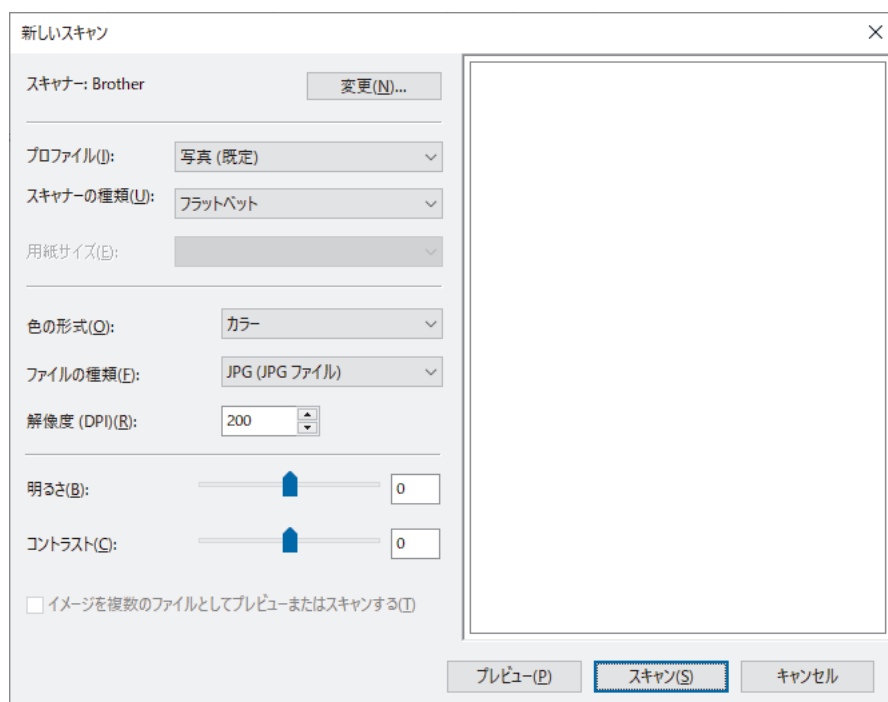 新しいスキャン
スキャナー: Brother
変更(N)...
プロファイル(I):
写真 (既定)
スキャナーの種類(U):
フラットベット
用紙サイズ(E):
色の形式(O):
カラー
ファイルの種類(F):
JPG (JPG ファイル)
解像度 (DPI)(R):
200
明るさ(B):
0
コントラスト(C):
0
イメージを複数のファイルとしてプレビューまたはスキャンする(T)
プレビュー(P)
スキャン(S)
キャンセル